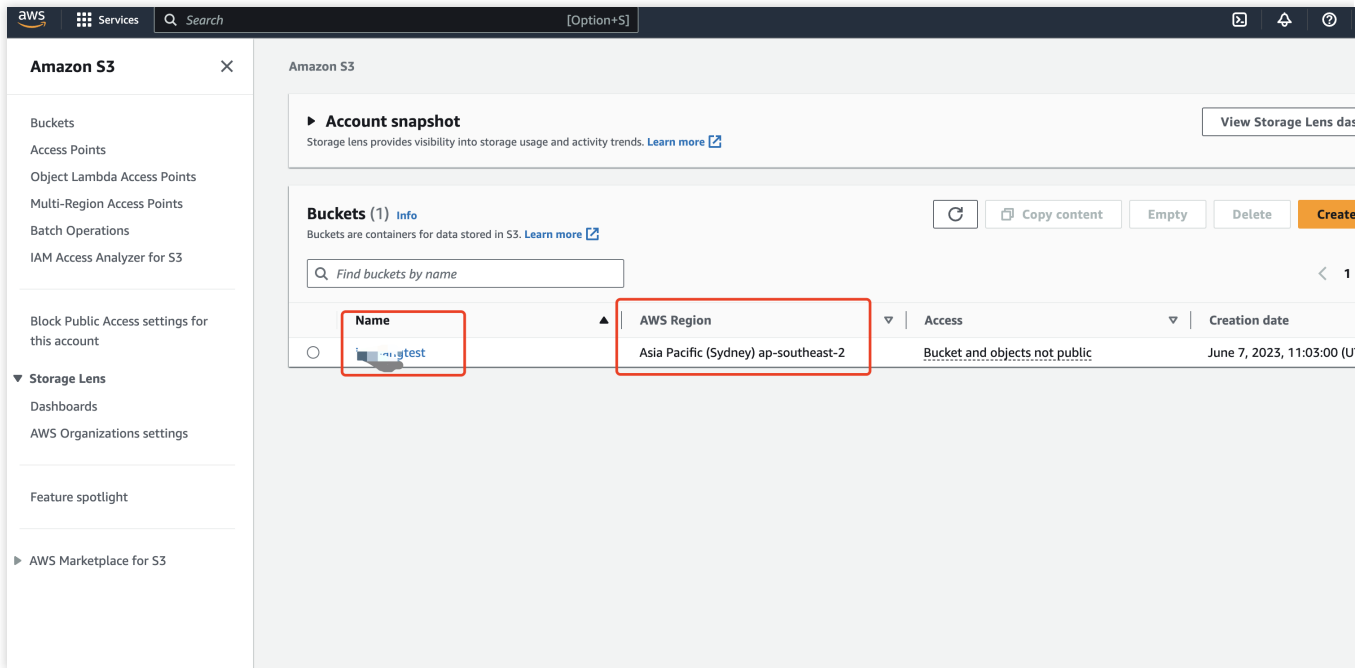 aws
Services
Search
[Option+S]
Amazon S3
Buckets
Access Points
Object Lambda Access Points
Multi-Region Access Points
Batch Operations
IAM Access Analyzer for S3
Block Public Access settings for
this account
Storage Lens
Dashboards
AWS Organizations settings
Feature spotlight
AWS Marketplace for S3
Amazon S3
Account snapshot
Storage lens provides visibility into storage usage and activity trends. Learn more
View Storage Lens das
Buckets (1) Info
Buckets are containers for data stored in S3. Learn more
Copy content
Empty
Delete
Create
Find buckets by name
1
Name
AWS Region
Access
Creation date
Asia Pacific (Sydney) ap-southeast-2
Bucket and objects not public
June 7, 2023, 11:03:00 (U